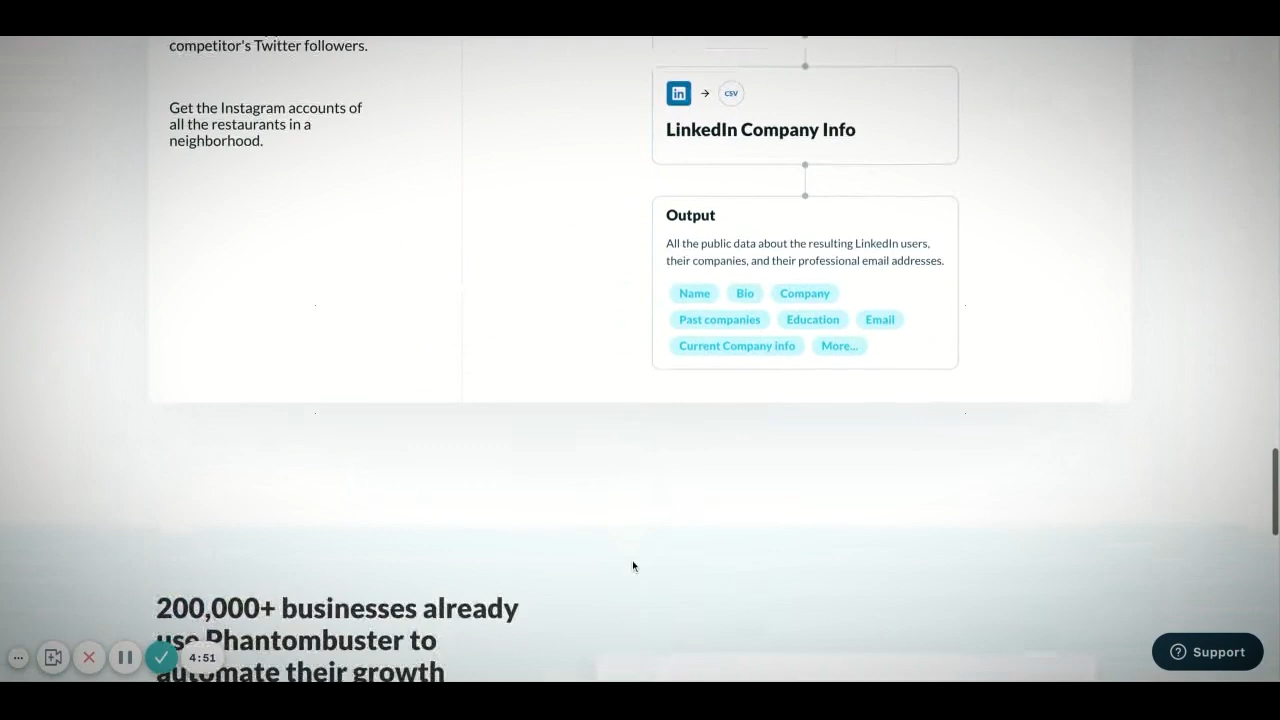 competitor's Twitter followers.
Get the Instagram accounts of
all the restaurants in a
neighborhood.
in → CSV
LinkedIn Company Info
Output
All the public data about the resulting LinkedIn users,
their companies, and their professional email addresses.
Name Bio Company
Past companies Education Email
Current Company info More...
200,000+ businesses already
use Phantombuster to
automate their growth
4:51
Support